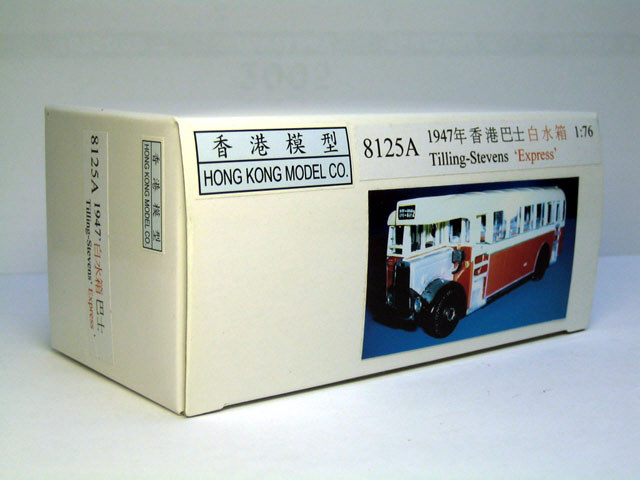 香港模型
HONG KONG MODEL CO.
8125A 1947年香港巴士白水箱 1:76
Tilling-Stevens 'Express'
香港模型
HONG KONG MODEL CO.
8125A 1947'白水箱 巴士
Tilling-Stevens 'Express'